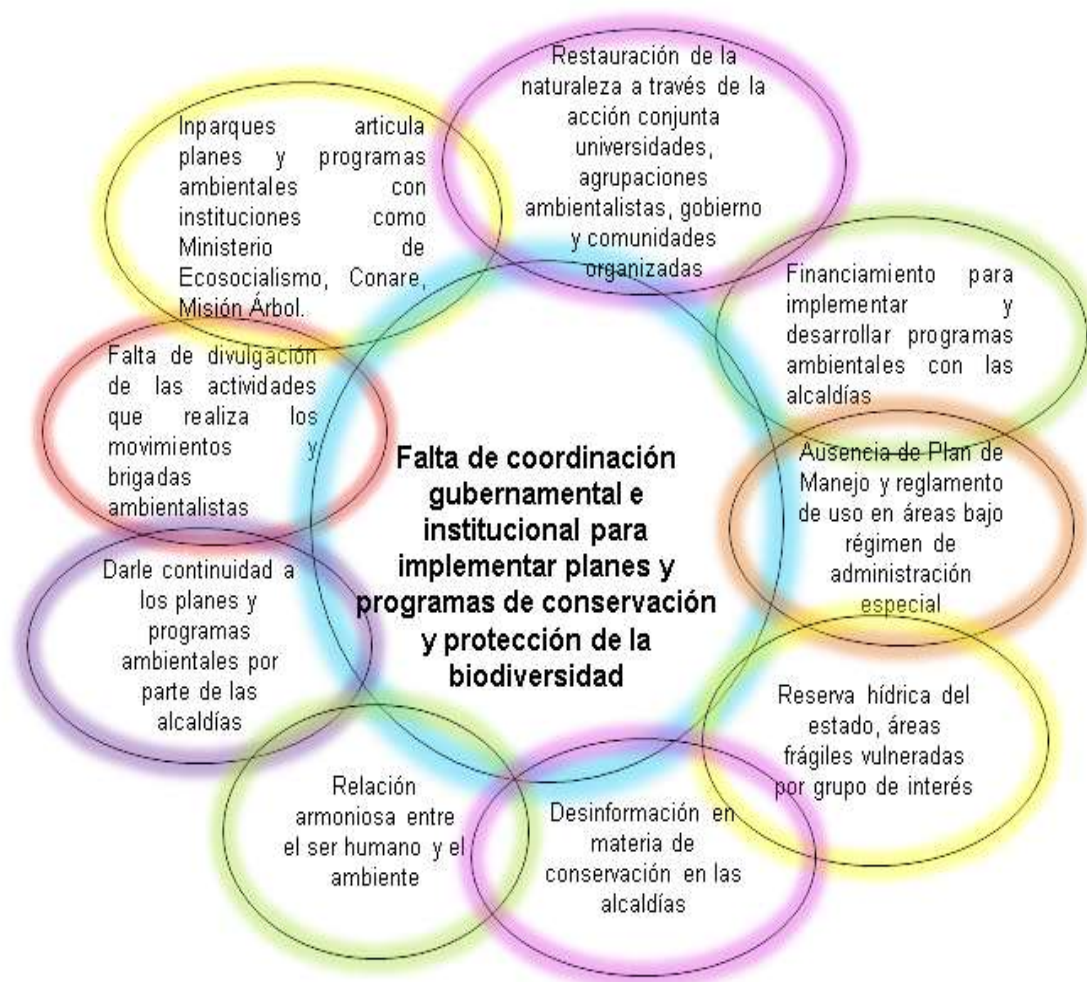 Restauración de la
naturaleza a través de la
acción conjunta
universidades,
agrupaciones
ambientalistas, gobierno
y comunidades
organizadas
Inparques articula
planes y programas
ambientales con
instituciones como
Ministerio de
Ecosocialismo, Conare,
Misión Árbol.
Financiamiento para
implementar y
desarrollar programas
ambientales con las
alcaldías
Falta de divulgación
de las actividades
que realiza los
movimientos y
brigadas
ambientalistas
Falta de coordinación
gubernamental e
institucional para
implementar planes y
programas de conservación
y protección de la
biodiversidad
Ausencia de Plan de
Manejo y reglamento
de uso en áreas bajo
régimen de
administración
especial
Darle continuidad a
los planes y
programas
ambientales por
parte de las
alcaldías
Reserva hídrica del
estado, áreas
frágiles vulneradas
por grupo de interés
Relación
armoniosa entre
el ser humano y el
ambiente
Desinformación en
materia de
conservación en las
alcaldías